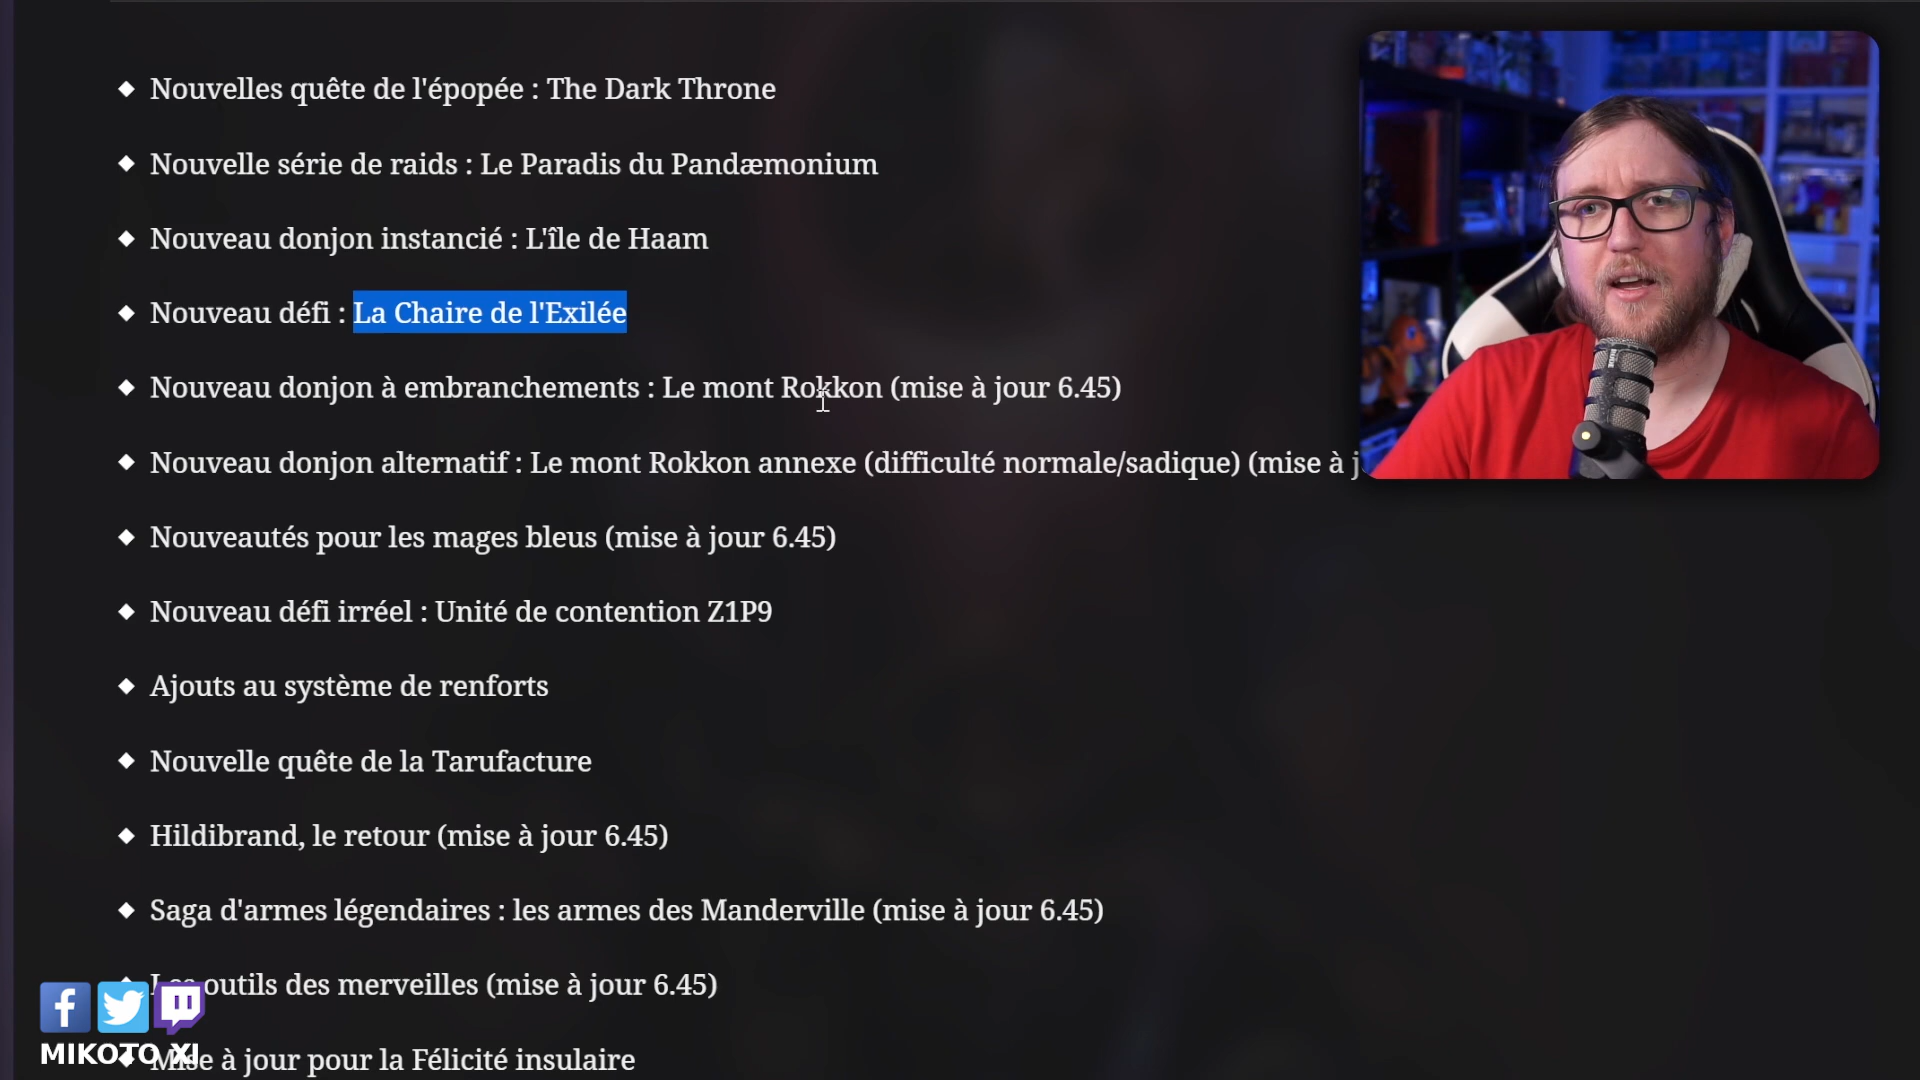 Nouvelles quête de l'épopée : The Dark Throne
Nouvelle série de raids : Le Paradis du Pandæmonium
Nouveau donjon instancié : L'île de Haam
Nouveau défi : La Chaire de l'Exilée
Nouveau donjon à embranchements : Le mont Rokkon (mise à jour 6.45)
Nouveau donjon alternatif : Le mont Rokkon annexe (difficulté normale/sadique) (mise à
Nouveautés pour les mages bleus (mise à jour 6.45)
Nouveau défi irréel : Unité de contention Z1P9
Ajouts au système de renforts
Nouvelle quête de la Tarufacture
Hildibrand, le retour (mise à jour 6.45)
Saga d'armes légendaires : les armes des Manderville (mise à jour 6.45)
Les outils des merveilles (mise à jour 6.45)
Mise à jour pour la Félicité insulaire
MIKOTO XI